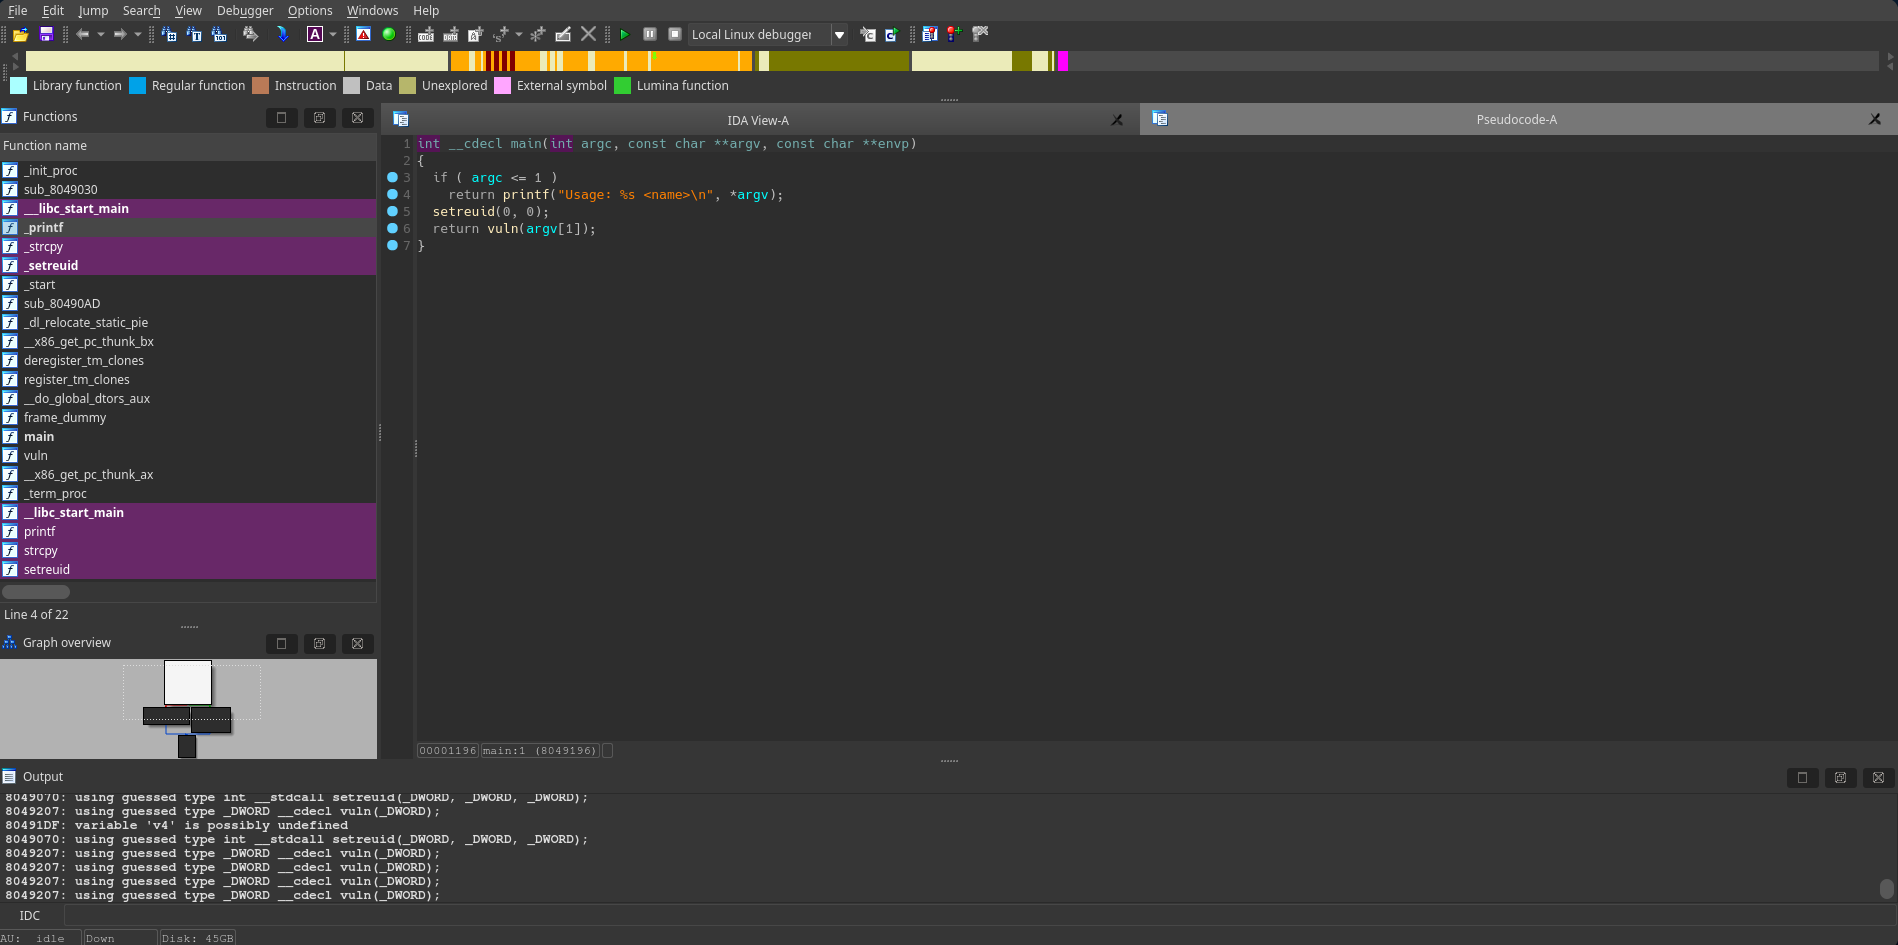 File Edit Jump Search View Debugger Options Windows Help
Local Linux debugger
Library function Regular function Instruction Data Unexplored External symbol Lumina function
Functions
Function name
_init_proc
sub_8049030
___libc_start_main
_printf
_strcpy
_setreuid
_start
sub_80490AD
_dl_relocate_static_pie
__x86_get_pc_thunk_bx
deregister_tm_clones
register_tm_clones
__do_global_dtors_aux
frame_dummy
main
vuln
__x86_get_pc_thunk_ax
_term_proc
__libc_start_main
printf
strcpy
setreuid
Line 4 of 22
Graph overview
IDA View-A
Pseudocode-A
1 int __cdecl main(int argc, const char **argv, const char **envp)
2 {
3 if ( argc <= 1 )
4 return printf("Usage: %s <name>\n", *argv);
5 setreuid(0, 0);
6 return vuln(argv[1]);
7 }
00001196 main:1 (8049196)
Output
8049070: using guessed type int __stdcall setreuid(_DWORD, _DWORD, _DWORD);
8049207: using guessed type _DWORD __cdecl vuln(_DWORD);
80491DF: variable 'v4' is possibly undefined
8049070: using guessed type int __stdcall setreuid(_DWORD, _DWORD, _DWORD);
8049207: using guessed type _DWORD __cdecl vuln(_DWORD);
8049207: using guessed type _DWORD __cdecl vuln(_DWORD);
8049207: using guessed type _DWORD __cdecl vuln(_DWORD);
8049207: using guessed type _DWORD __cdecl vuln(_DWORD);
IDC
AU: idle Down Disk: 45GB